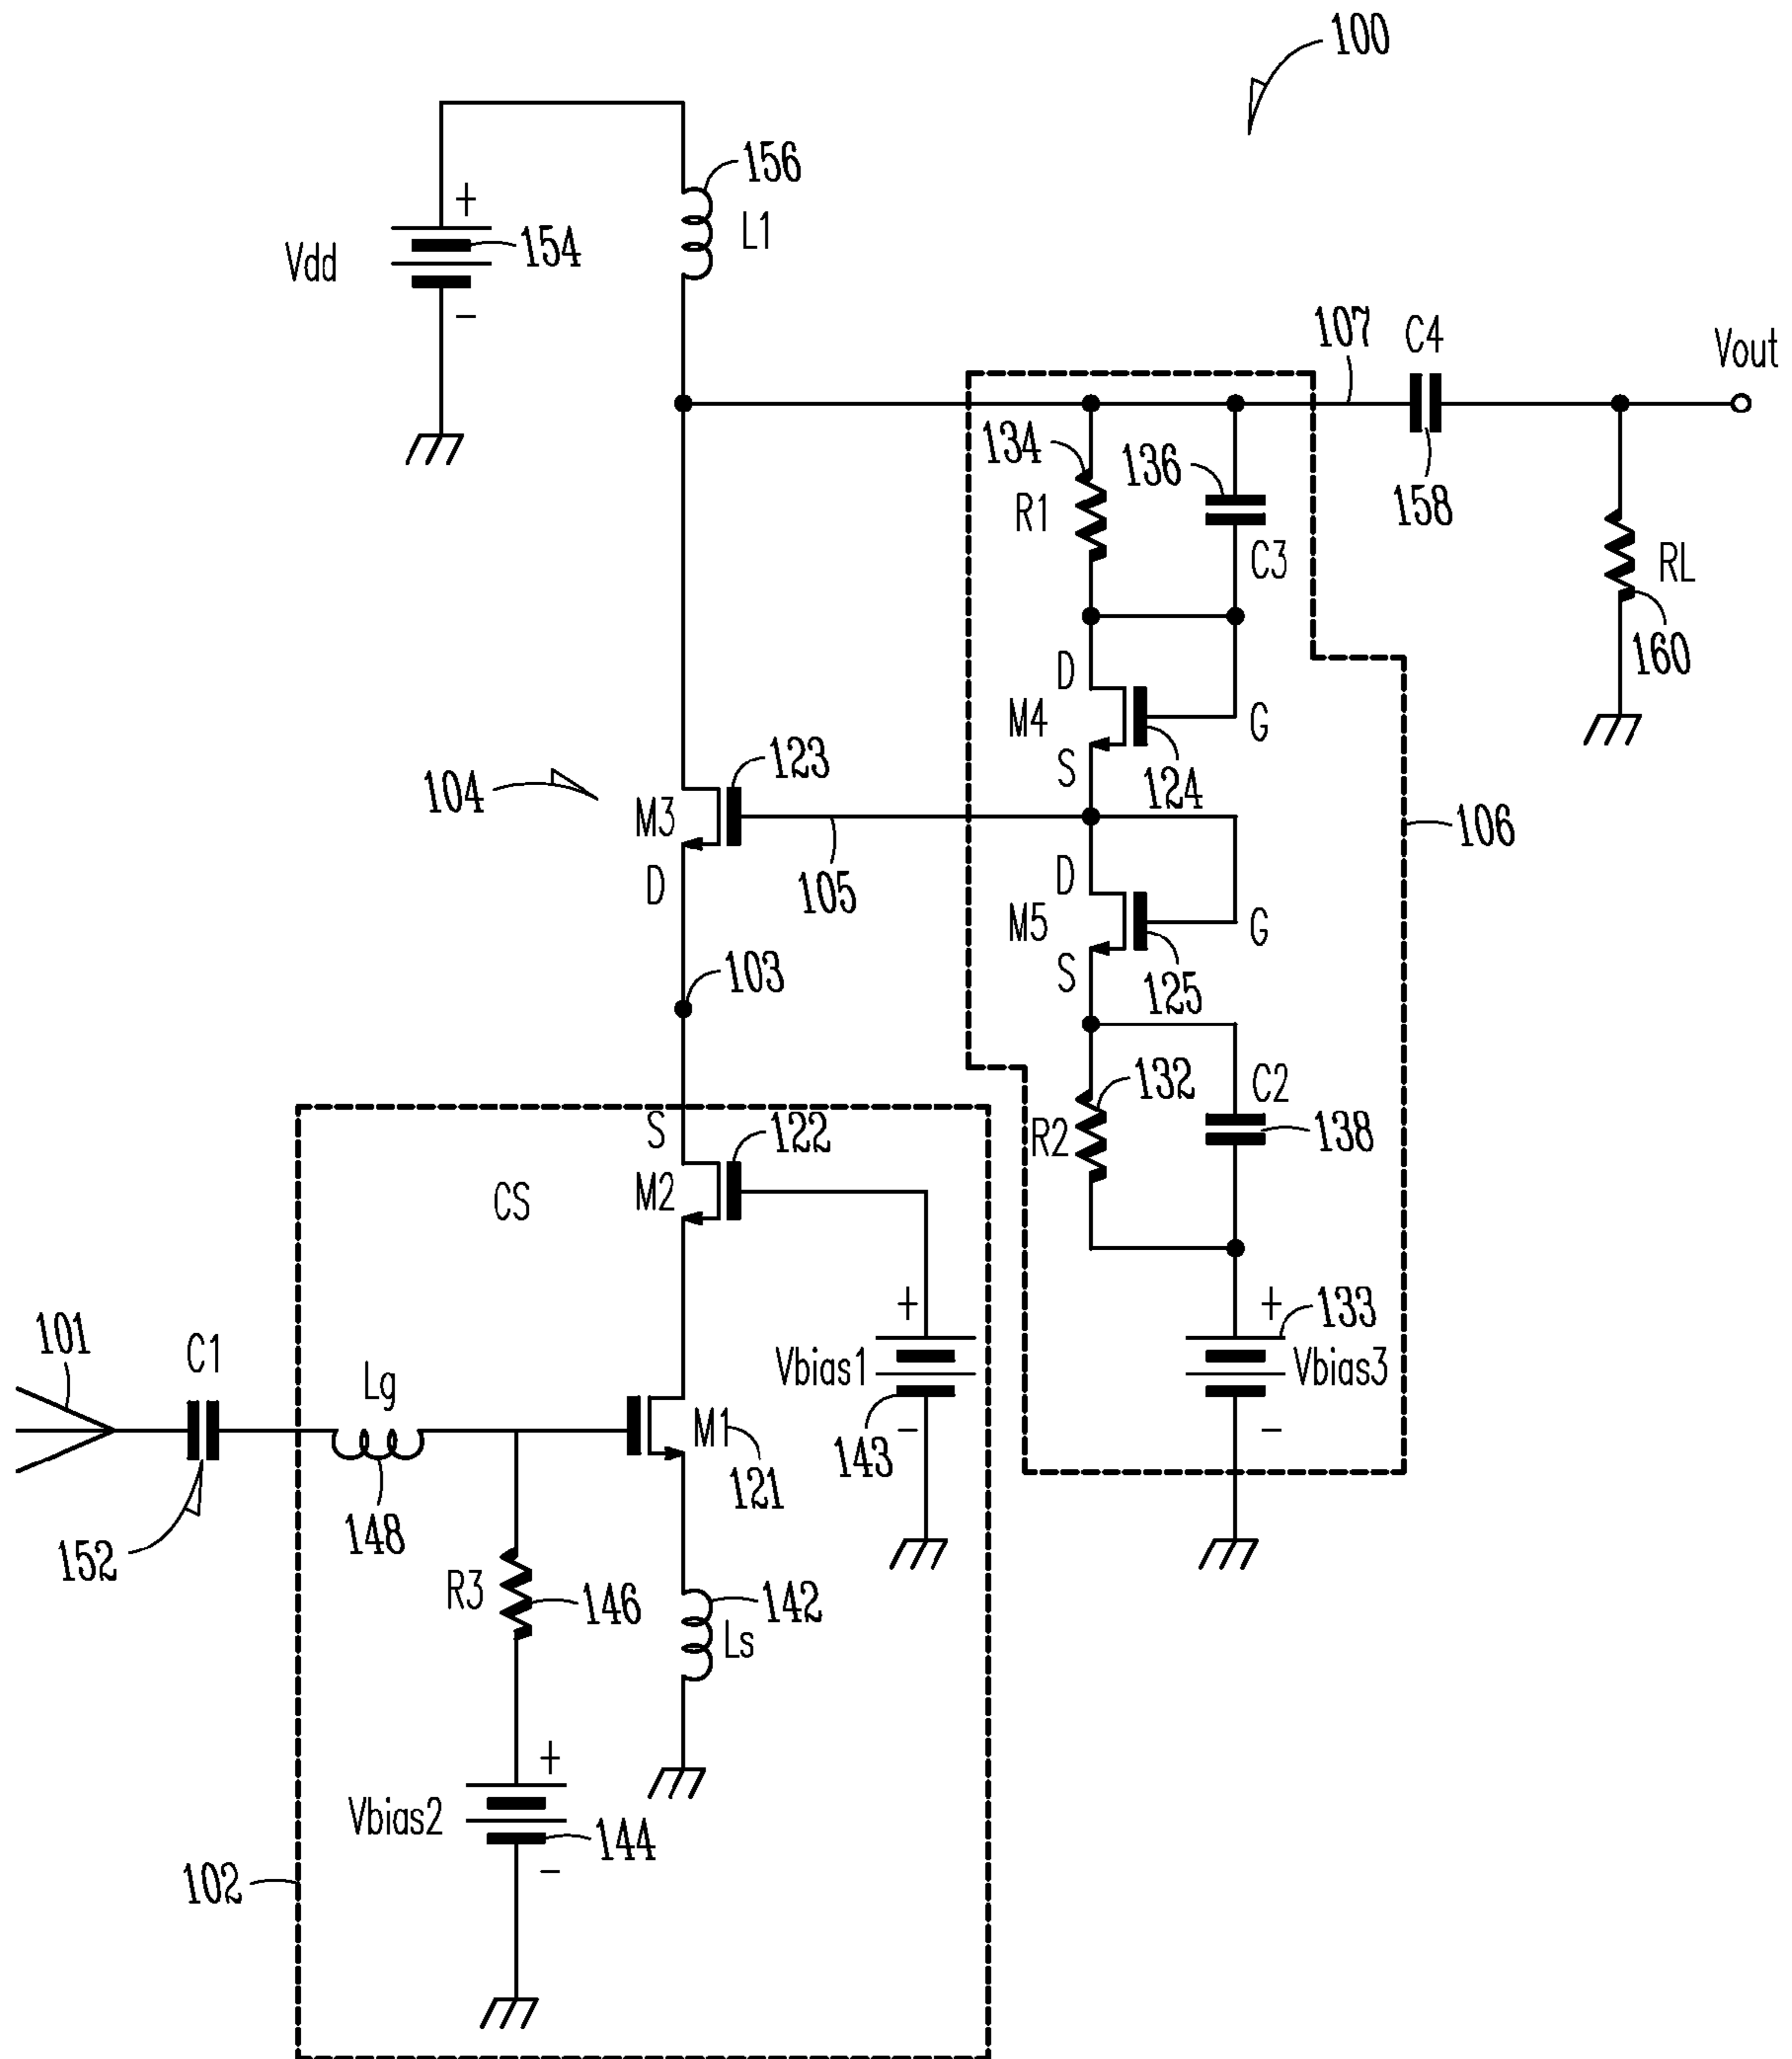 100
156
L1
+
154
Vdd
-
107
C4
Vout
134
136
R1
158
C3
RL
160
D
M4
G
S
124
123
104
M3
105
106
D
D
M5
G
S
125
103
132
C2
R2
138
S
122
M2
CS
+
+
133
101
C1
Lg
Vbias1
Vbias3
M1
-
-
143
121
148
152
R3
146
142
Ls
+
Vbias2
144
-
102